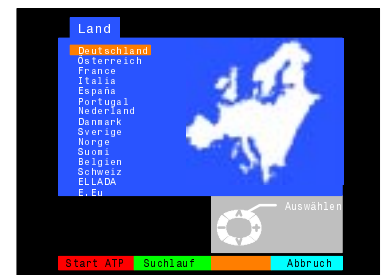 Land
Deutschland
Österreich
France
Italia
España
Portugal
Nederland
Danmark
Sverige
Norge
Suomi
Belgien
Schweiz
ELLADA
E.Eu
Auswählen
Start ATP Suchlauf Abbruch